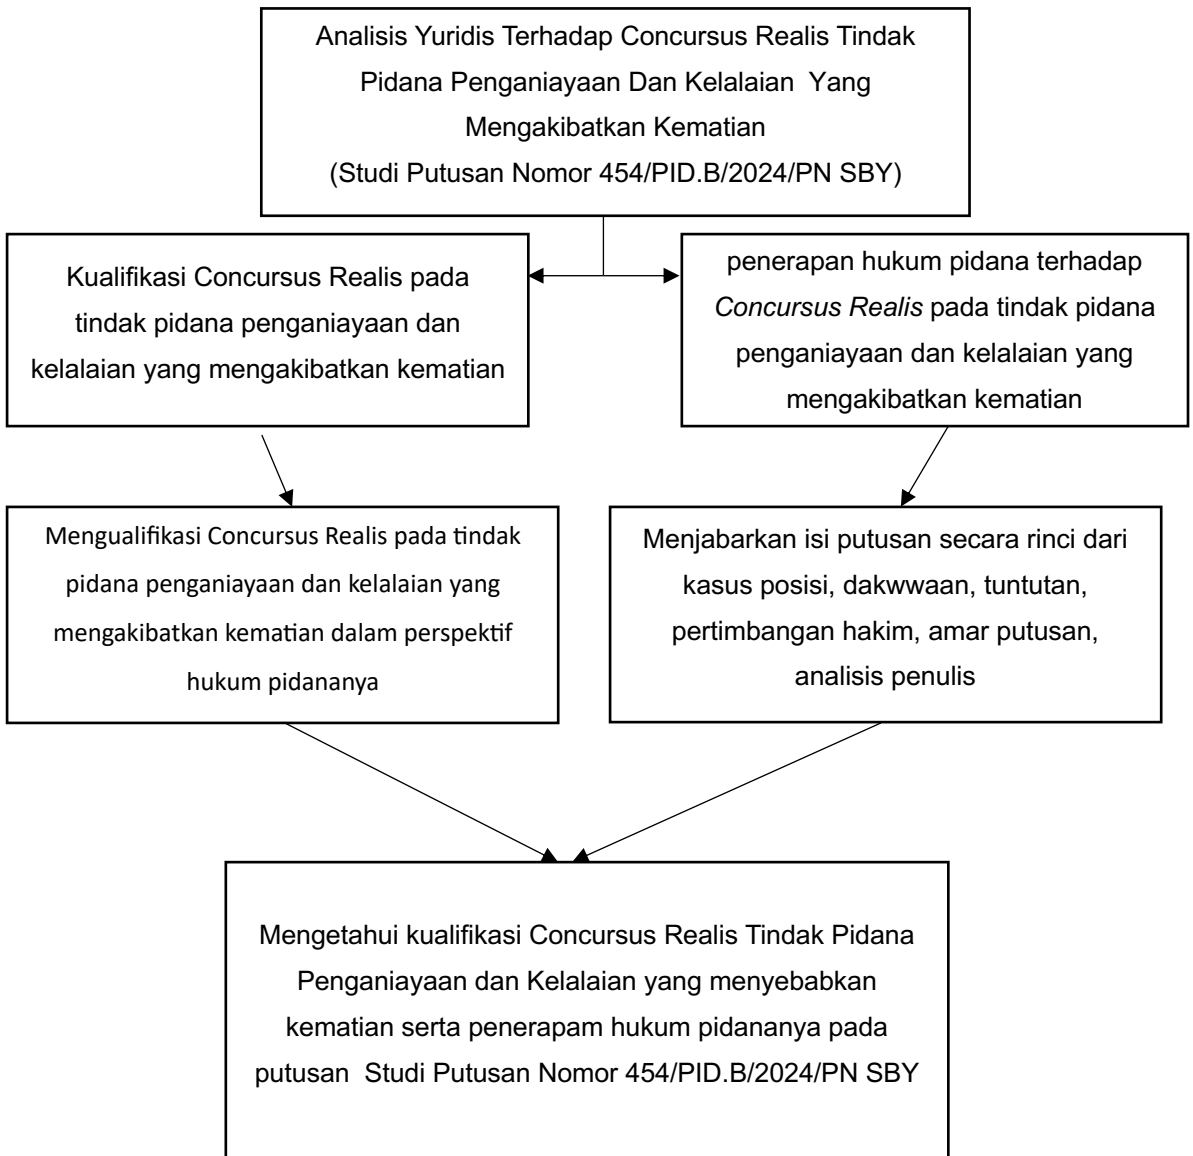 Analisis Yuridis Terhadap Concursus Realis Tindak
Pidana Penganiayaan Dan Kelalaian Yang
Mengakibatkan Kematian
(Studi Putusan Nomor 454/PID.B/2024/PN SBY)
Kualifikasi Concursus Realis pada
tindak pidana penganiayaan dan
kelalaian yang mengakibatkan kematian
penerapan hukum pidana terhadap
Concursus Realis pada tindak pidana
penganiayaan dan kelalaian yang
mengakibatkan kematian
Mengualifikasi Concursus Realis pada tindak
pidana penganiayaan dan kelalaian yang
mengakibatkan kematian dalam perspektif
hukum pidananya
Menjabarkan isi putusan secara rinci dari
kasus posisi, dakwwaan, tuntutan,
pertimbangan hakim, amar putusan,
analisis penulis
Mengetahui kualifikasi Concursus Realis Tindak Pidana
Penganiayaan dan Kelalaian yang menyebabkan
kematian serta penerapam hukum pidananya pada
putusan Studi Putusan Nomor 454/PID.B/2024/PN SBY